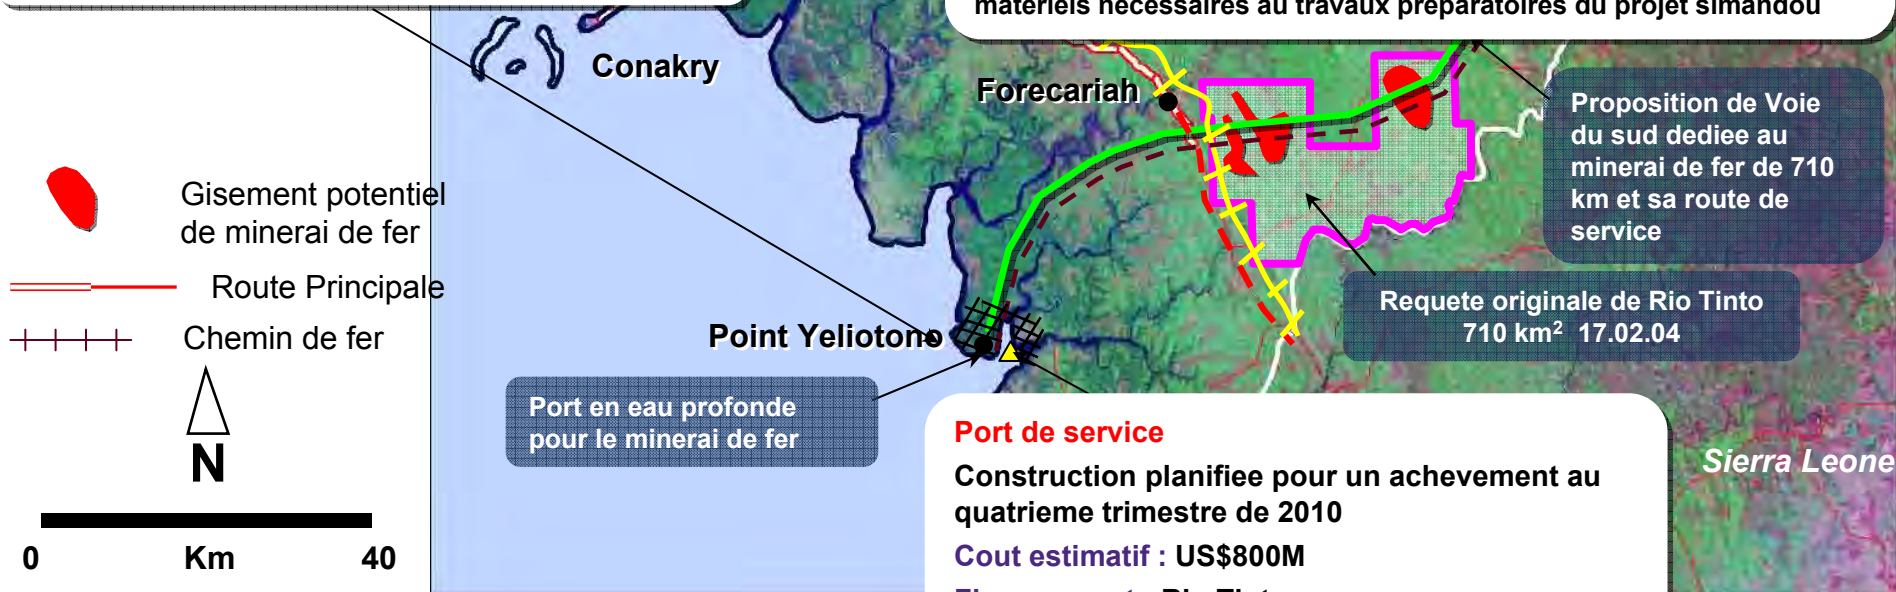 matériels nécessaires au travaux préparatoires du projet simandou
Conakry
Forecariah
Proposition de Voie
du sud dediee au
minerai de fer de 710
km et sa route de
service
Gisement potentiel
de minerai de fer
Route Principale
Chemin de fer
N
0 Km 40
Requete originale de Rio Tinto
710 km² 17.02.04
Point Yeliotono
Port en eau profonde
pour le minerai de fer
Port de service
Construction planifiee pour un achevement au
quatrieme trimestre de 2010
Cout estimatif : US$800M
Sierra Leone